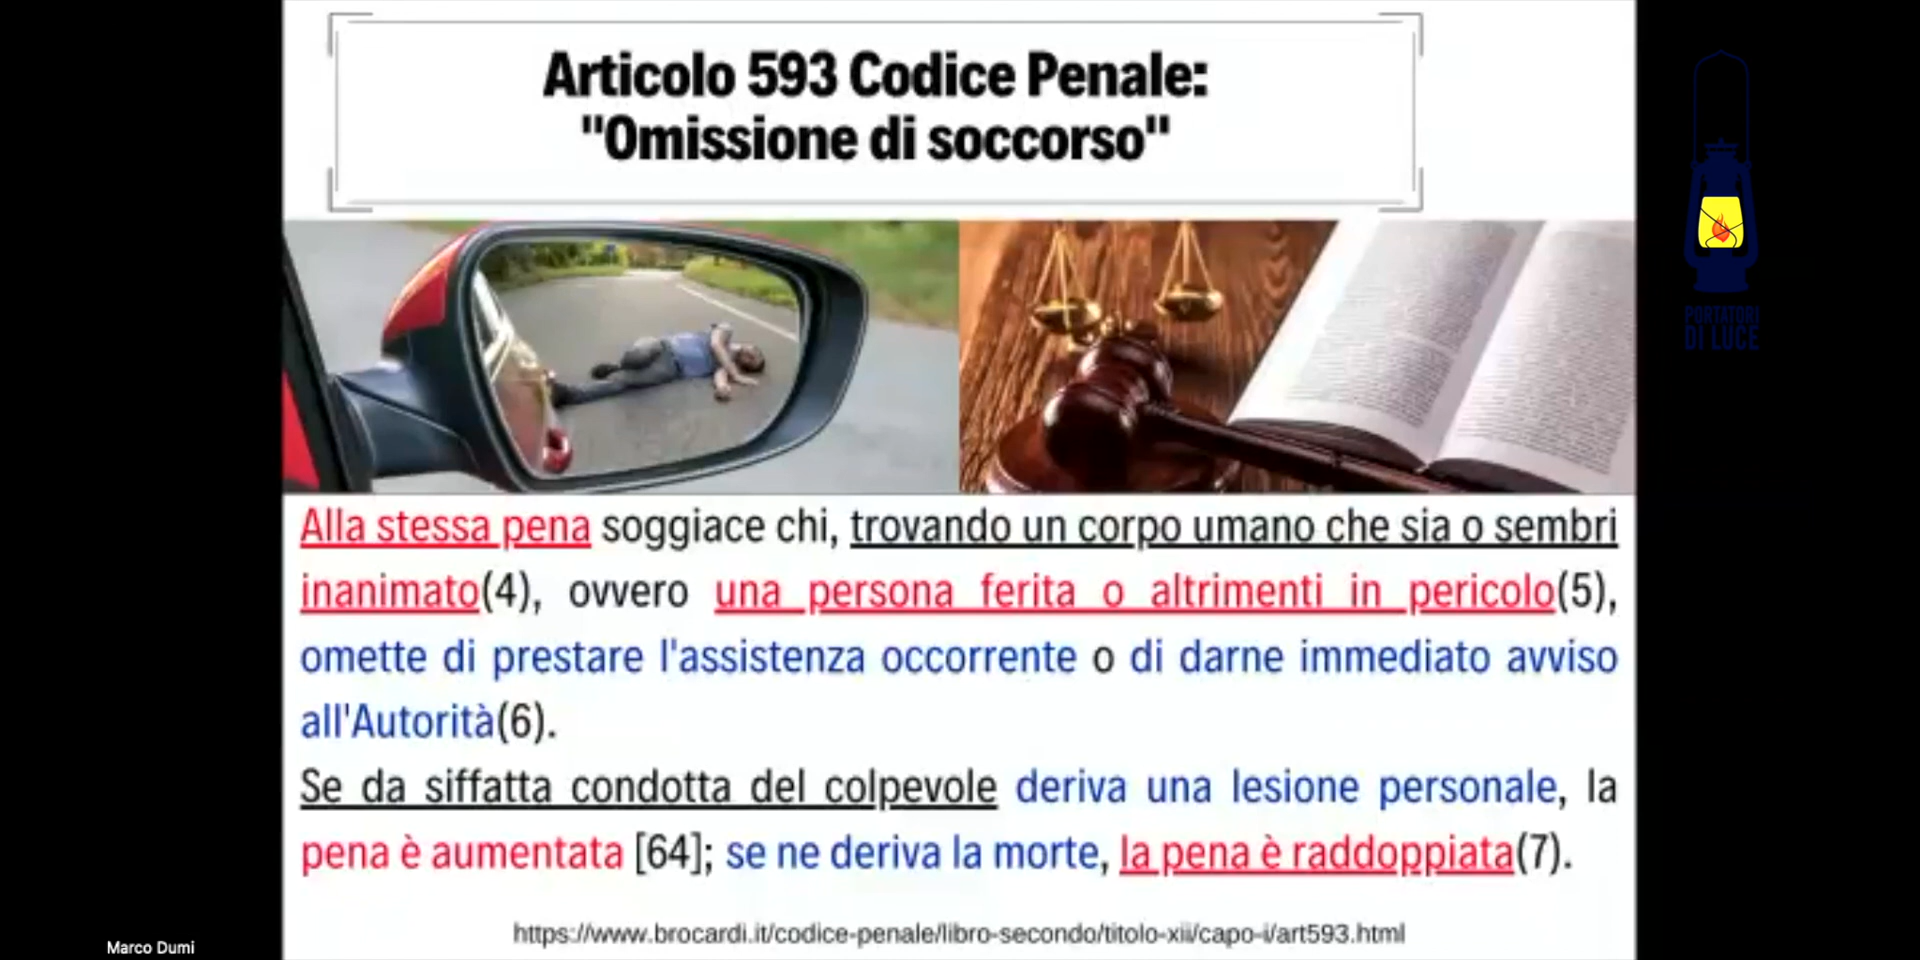 Articolo 593 Codice Penale:
"Omissione di soccorso"
PORTATORI
DI LUCE
Alla stessa pena soggiace chi, trovando un corpo umano che sia o sembri
inanimato(4), ovvero una persona ferita o altrimenti in pericolo(5),
omette di prestare l'assistenza occorrente o di darne immediato avviso
all'Autorità(6).
Se da siffatta condotta del colpevole deriva una lesione personale, la
pena è aumentata [64]; se ne deriva la morte, la pena è raddoppiata(7).
https://www.brocardi.it/codice-penale/libro-secondo/titolo-xii/capo-i/art593.html
Marco Dumi